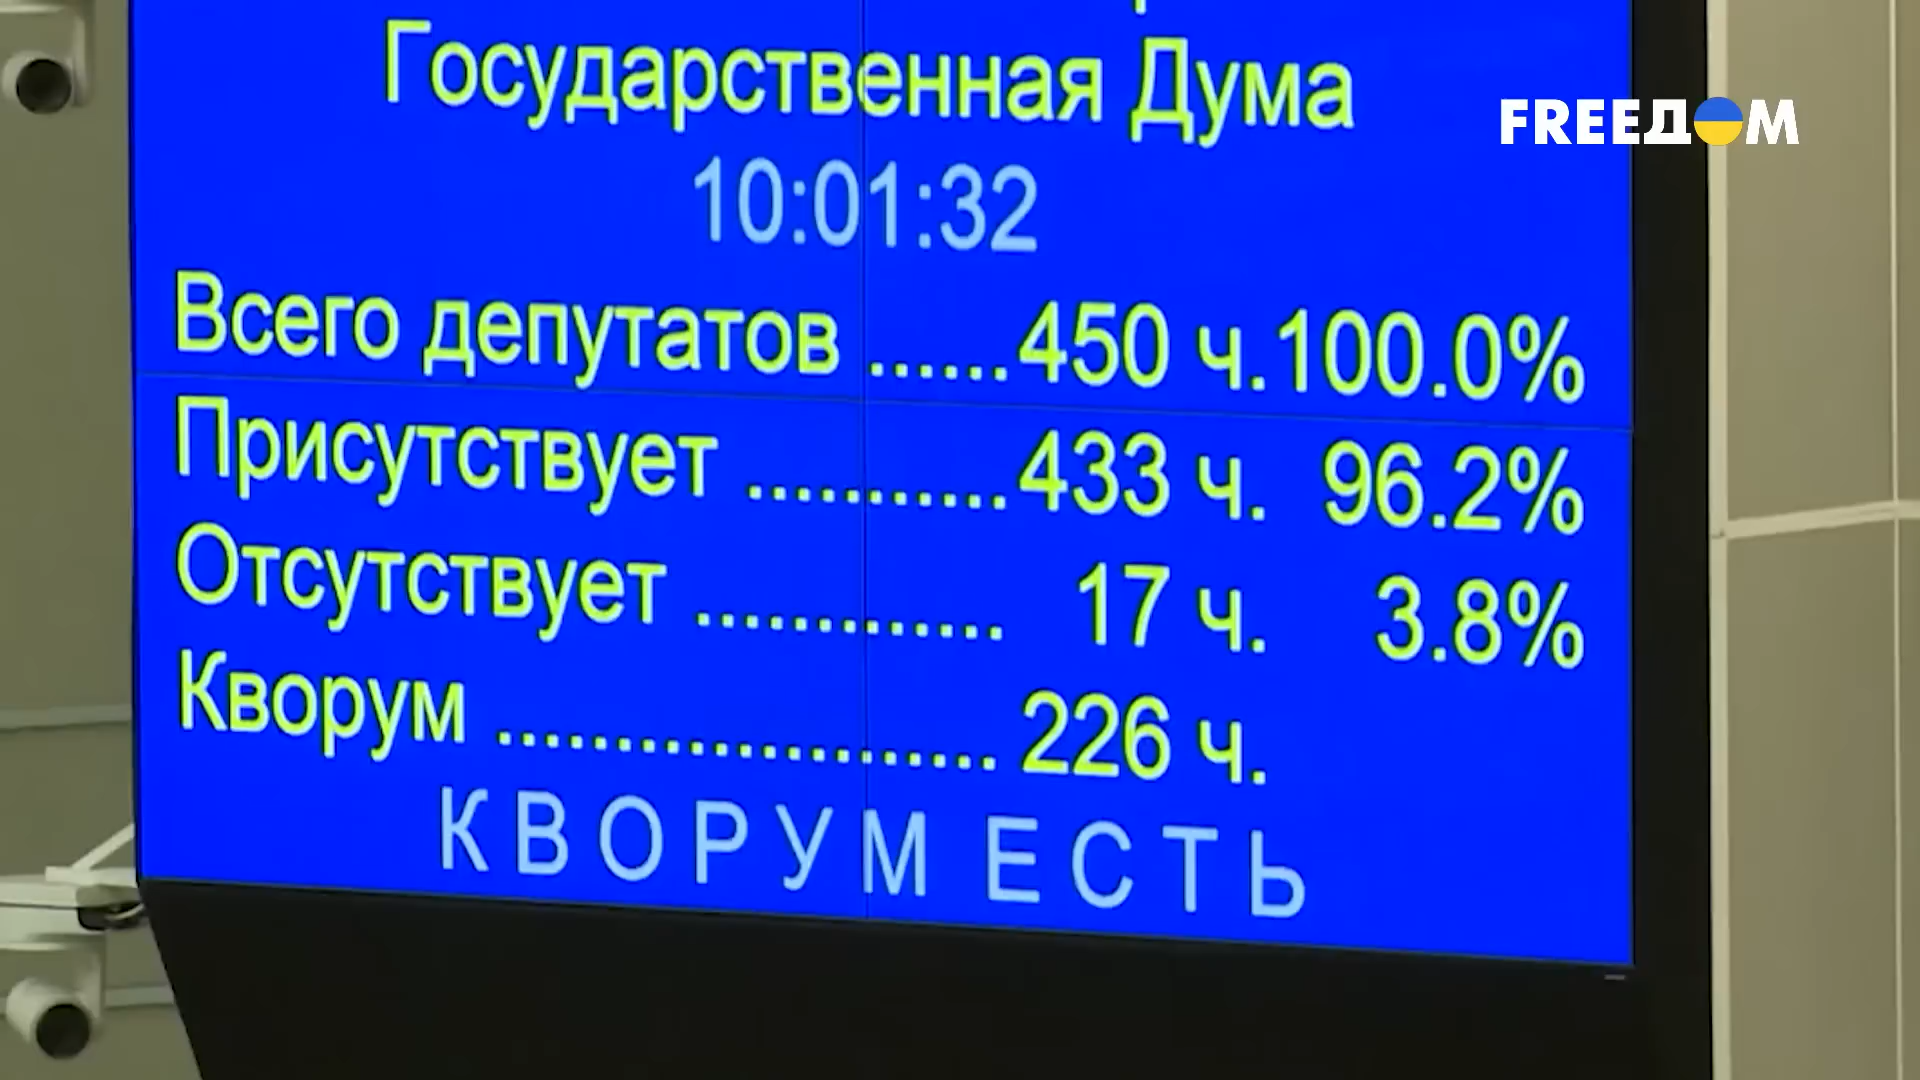 Государственная Дума
FREEДОМ
10:01:32
Всего депутатов ......450 ч.100.0%
Присутствует ...........433 ч. 96.2%
Отсутствует ............. 17 ч. 3.8%
Кворум ..................... 226 ч.
КВОРУМ ЕСТЬ